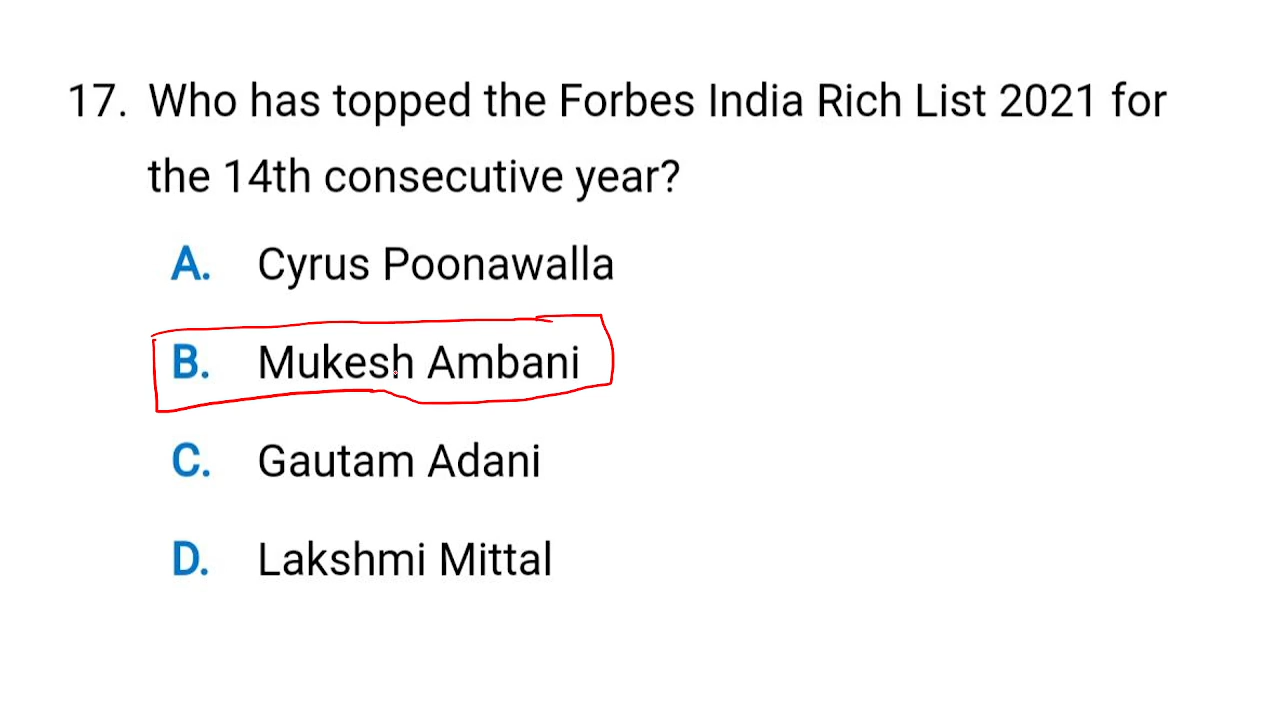 17. Who has topped the Forbes India Rich List 2021 for
the 14th consecutive year?
A. Cyrus Poonawalla
B. Mukesh Ambani
C. Gautam Adani
D. Lakshmi Mittal